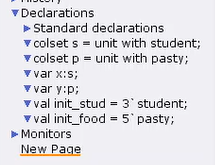 Declarations
Standard declarations
colset s = unit with student;
colset p = unit with pasty;
var x:s;
var y:p;
val init_stud = 3`student;
val init_food = 5`pasty;
Monitors
New Page